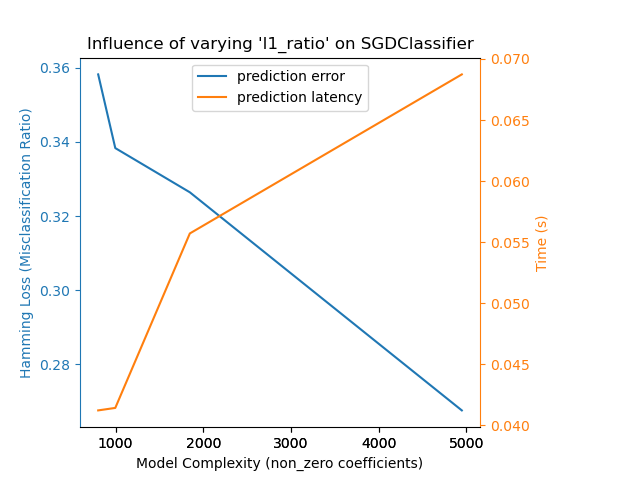 Influence of varying 'l1_ratio' on SGDClassifier
prediction error
prediction latency
Hamming Loss (Misclassification Ratio)
0.36
0.34
0.32
0.30
0.28
0.070
0.065
0.060
0.055
0.050
0.045
0.040
Time (s)
1000 2000 3000 4000 5000
Model Complexity (non_zero coefficients)